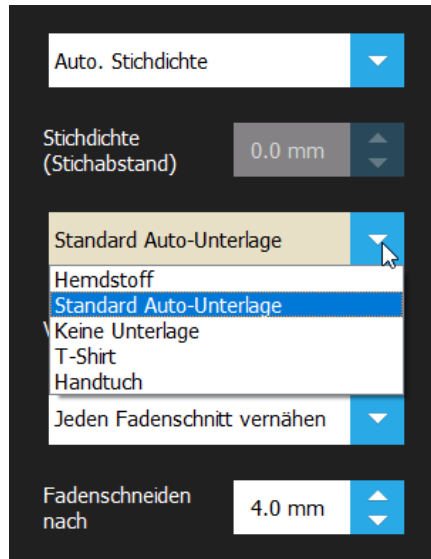 Auto. Stichdichte
Stichdichte
(Stichabstand)
0.0 mm
Standard Auto-Unterlage
Hemdstoff
Standard Auto-Unterlage
Keine Unterlage
T-Shirt
Handtuch
Jeden Fadenschnitt vernähen
Fadenschneiden
nach
4.0 mm